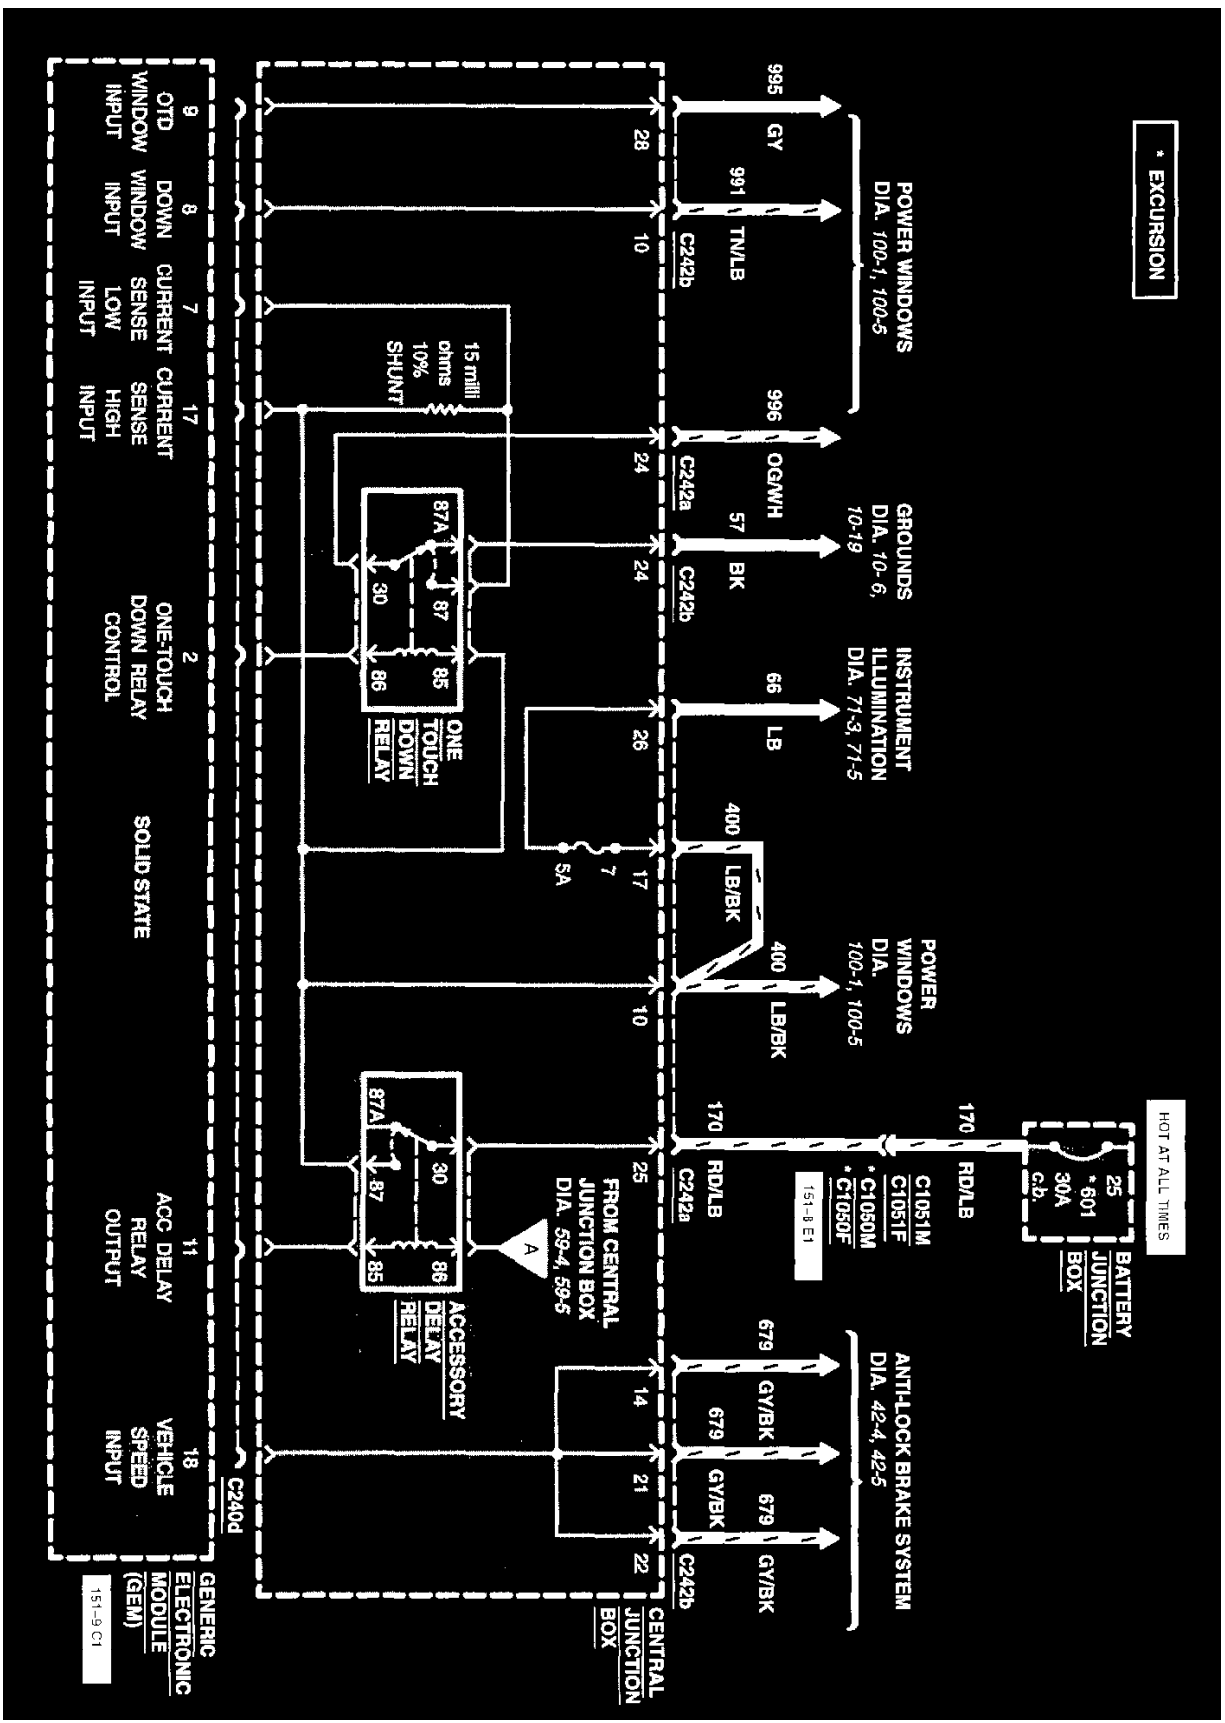 * EXCURSION
HOT AT ALL TIMES
25
* 601
30A
c.b.
BATTERY
JUNCTION
BOX
POWER WINDOWS
DIA. 100-1, 100-5
GROUNDS
DIA. 10-6,
10-19
INSTRUMENT
ILLUMINATION
DIA. 71-3, 71-5
POWER
WINDOWS
DIA.
100-1, 100-5
170
RD/LB
C1051M
C1051F
* C1050M
* C1050F
151-8 E1
ANTI-LOCK BRAKE SYSTEM
DIA. 42-4, 42-5
995
GY
991
TN/LB
996
OG/WH
57
BK
66
LB
400
LB/BK
400
LB/BK
170
RD/LB
679
GY/BK
679
GY/BK
679
GY/BK
C242b
C242a
C242b
C242a
C242b
28
10
24
24
26
17
10
25
14
21
22
CENTRAL
JUNCTION
BOX
7
5A
FROM CENTRAL
JUNCTION BOX
DIA. 59-4, 59-5
A
15 milli
ohms
10%
SHUNT
87A
87
85
30
86
ONE
TOUCH
DOWN
RELAY
30
86
87A
87
85
ACCESSORY
DELAY
RELAY
C240d
9
OTD
WINDOW
INPUT
8
DOWN
WINDOW
INPUT
7
CURRENT
SENSE
LOW
INPUT
17
CURRENT
SENSE
HIGH
INPUT
2
ONE-TOUCH
DOWN RELAY
CONTROL
SOLID STATE
11
ACC DELAY
RELAY
OUTPUT
18
VEHICLE
SPEED
INPUT
GENERIC
ELECTRONIC
MODULE
(GEM)
151-9 C1